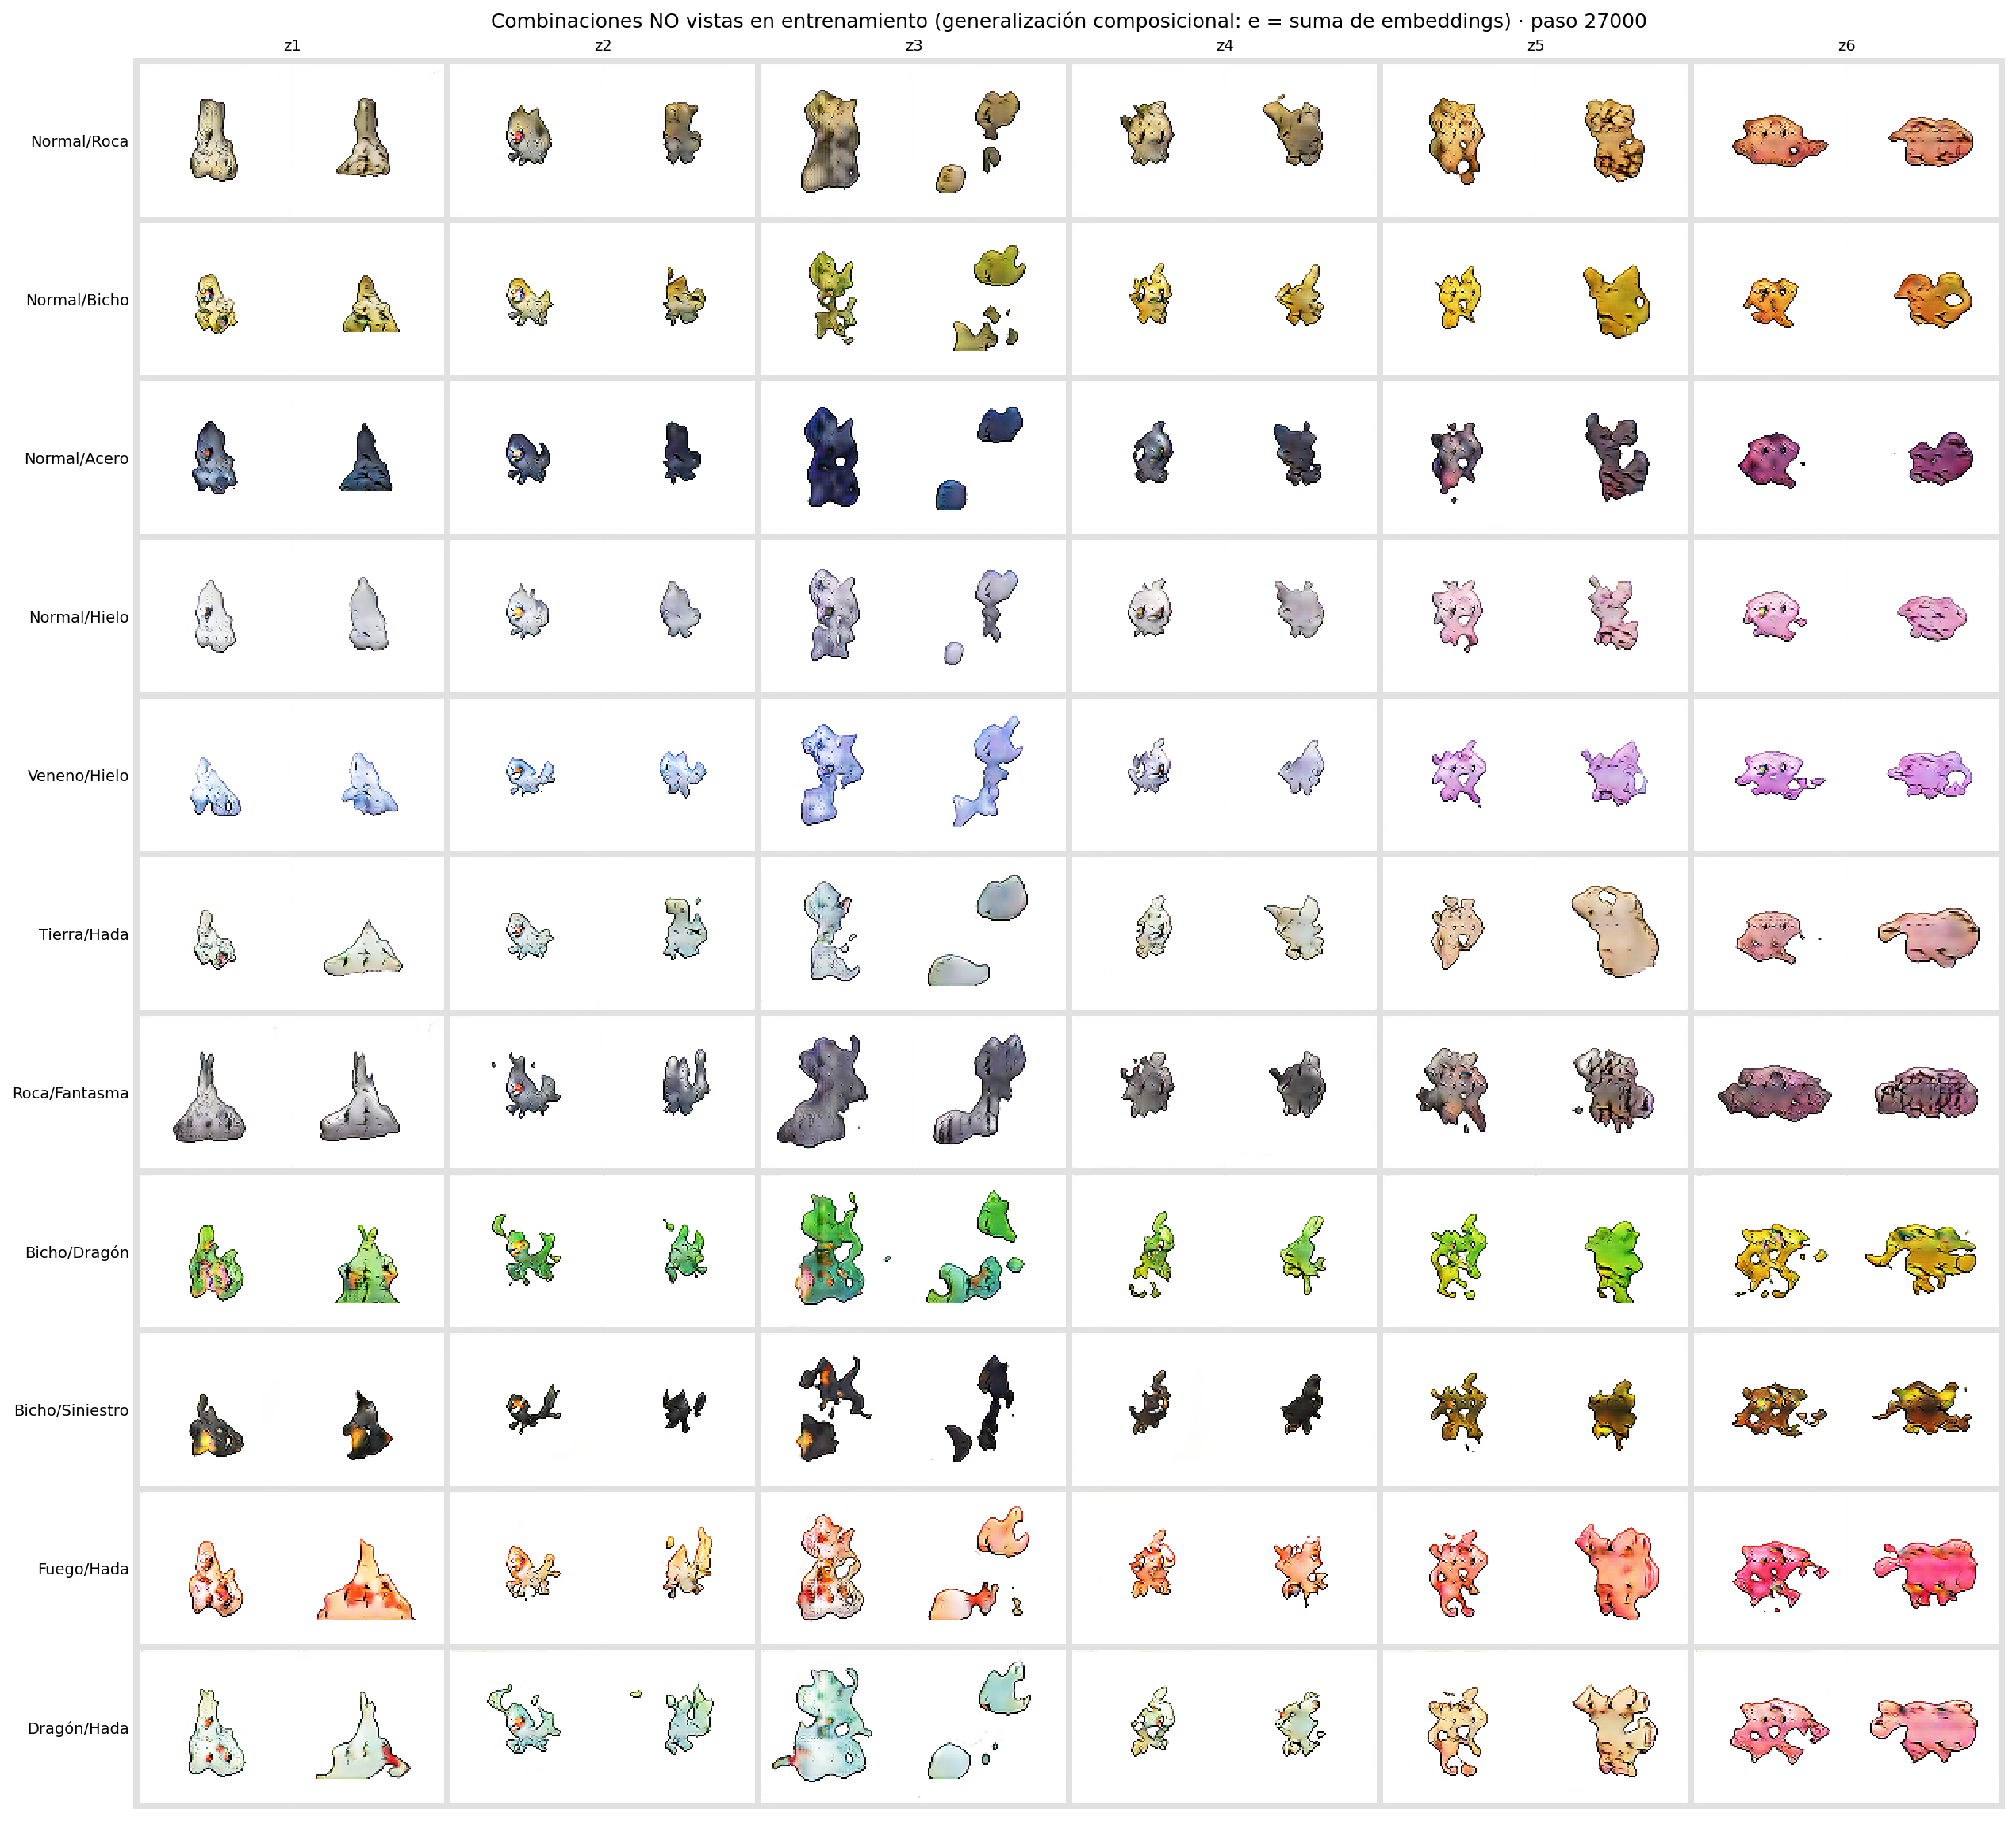 Combinaciones NO vistas en entrenamiento (generalización composicional: e = suma de embeddings) · paso 27000
z1 z2 z3 z4 z5 z6
Normal/Roca
Normal/Bicho
Normal/Acero
Normal/Hielo
Veneno/Hielo
Tierra/Hada
Roca/Fantasma
Bicho/Dragón
Bicho/Siniestro
Fuego/Hada
Dragón/Hada